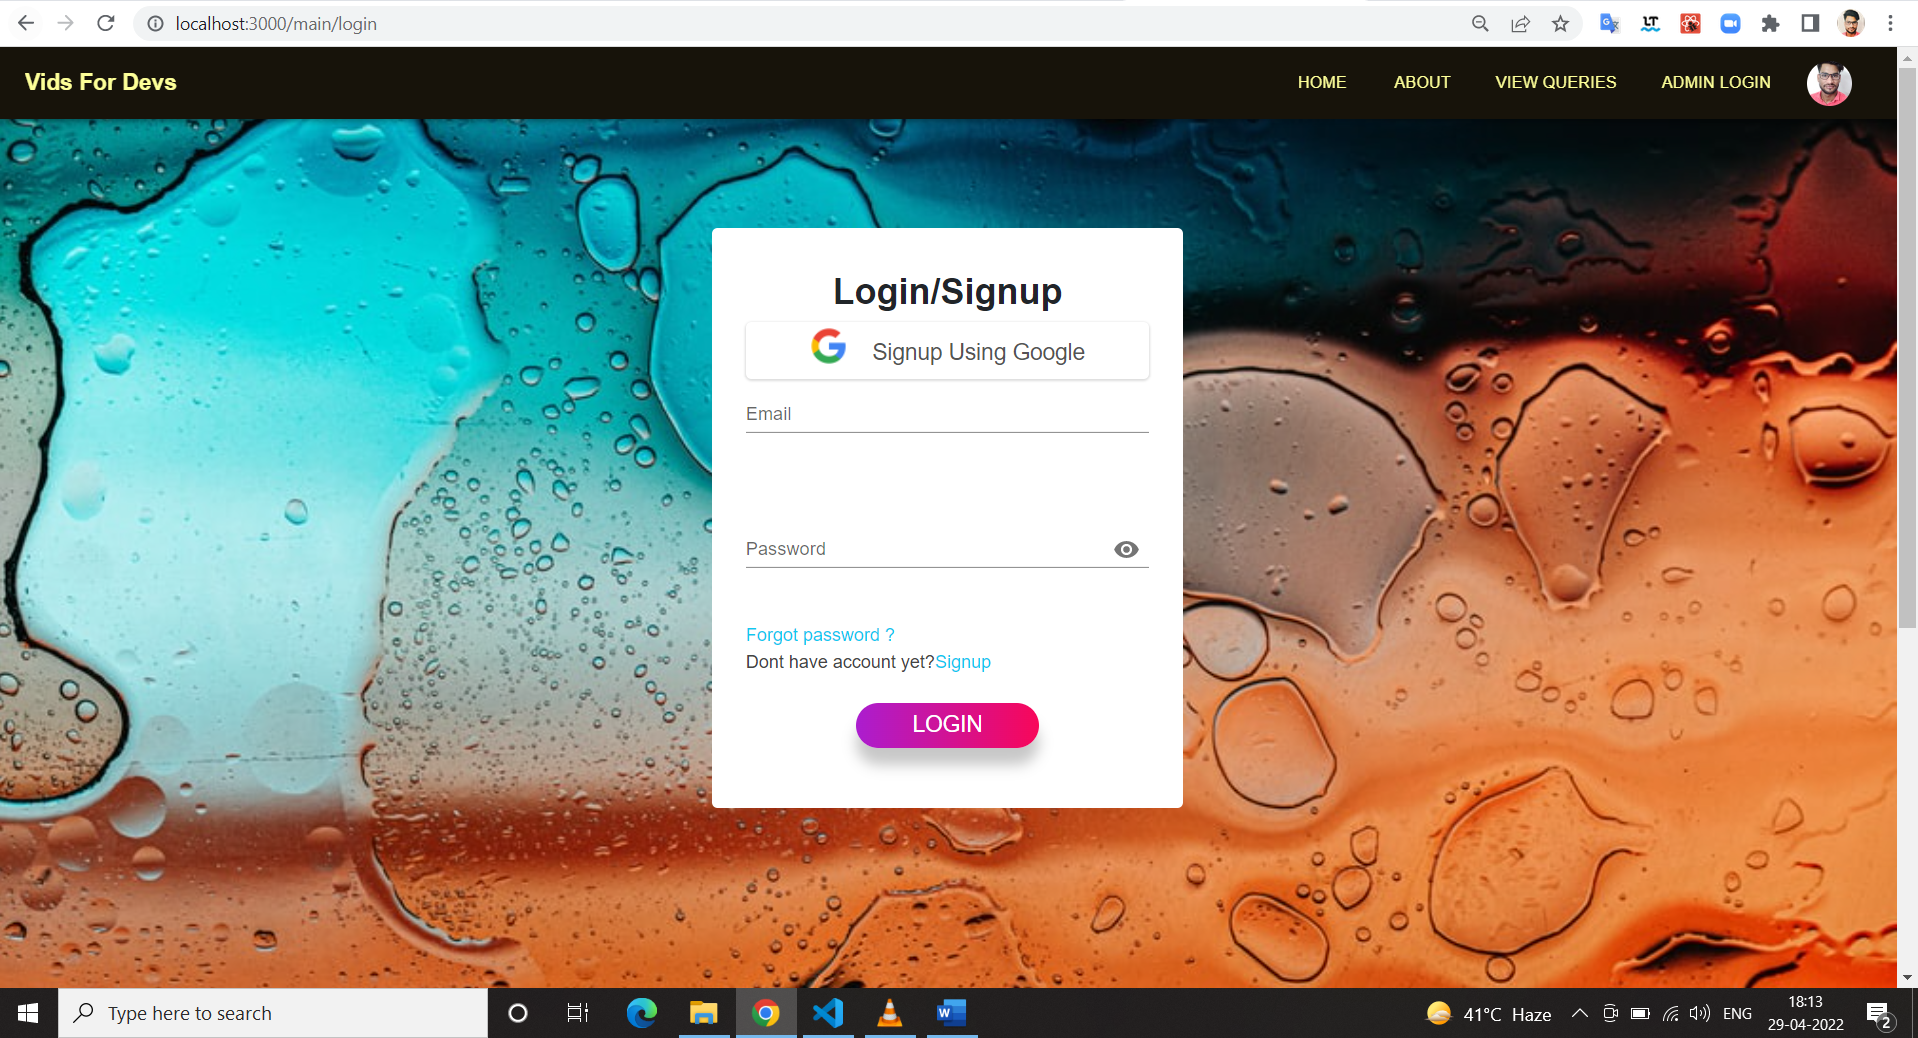 localhost:3000/main/login
Vids For Devs
HOME
ABOUT
VIEW QUERIES
ADMIN LOGIN
Login/Signup
Signup Using Google
Email
Password
Forgot password ?
Dont have account yet?Signup
LOGIN
Type here to search
41°C Haze
ENG
18:13
29-04-2022
2